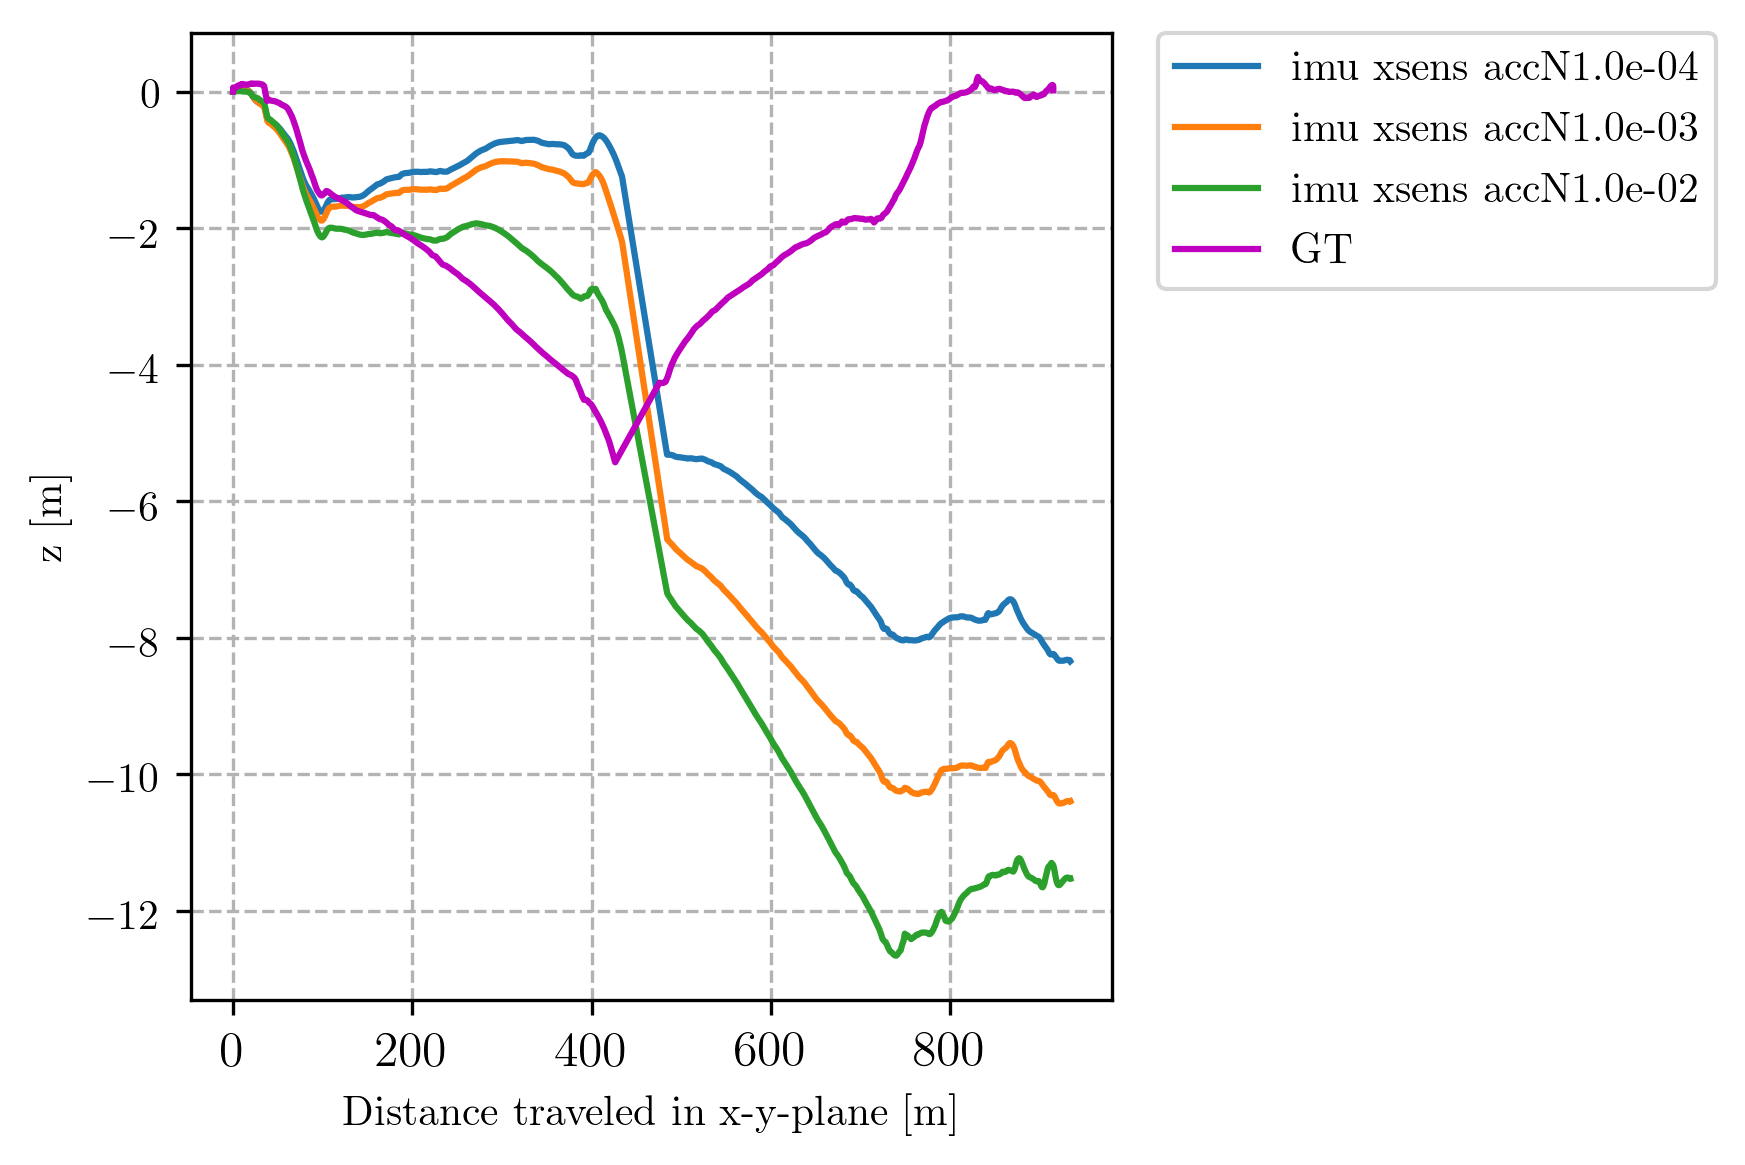 imu xsens accN1.0e-04
imu xsens accN1.0e-03
imu xsens accN1.0e-02
GT
z [m]
0
−2
−4
−6
−8
−10
−12
0 200 400 600 800
Distance traveled in x-y-plane [m]